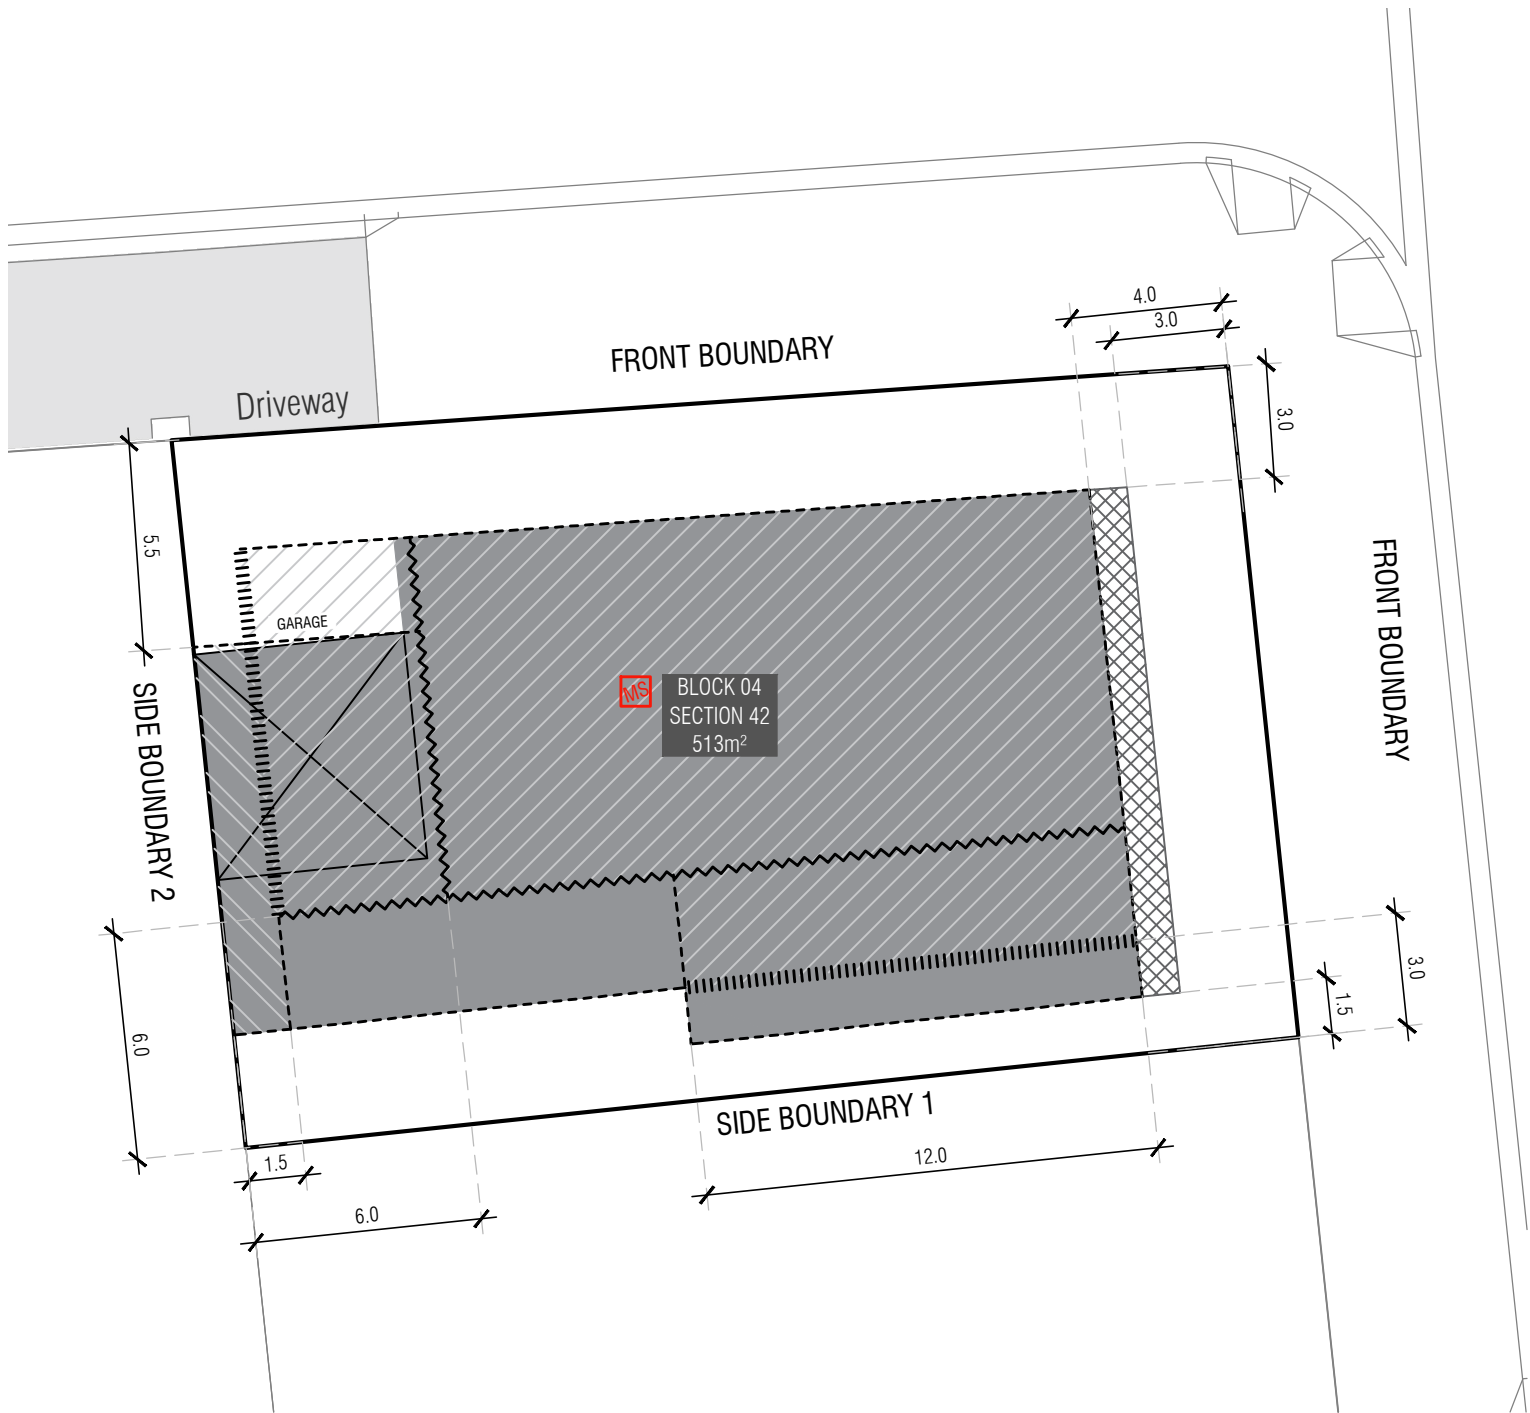 4.0
3.0
FRONT BOUNDARY
Driveway
3.0
5.5
GARAGE
FRONT BOUNDARY
MS
BLOCK 04
SECTION 42
513m²
SIDE BOUNDARY 2
3.0
1.5
6.0
SIDE BOUNDARY 1
1.5
12.0
6.0